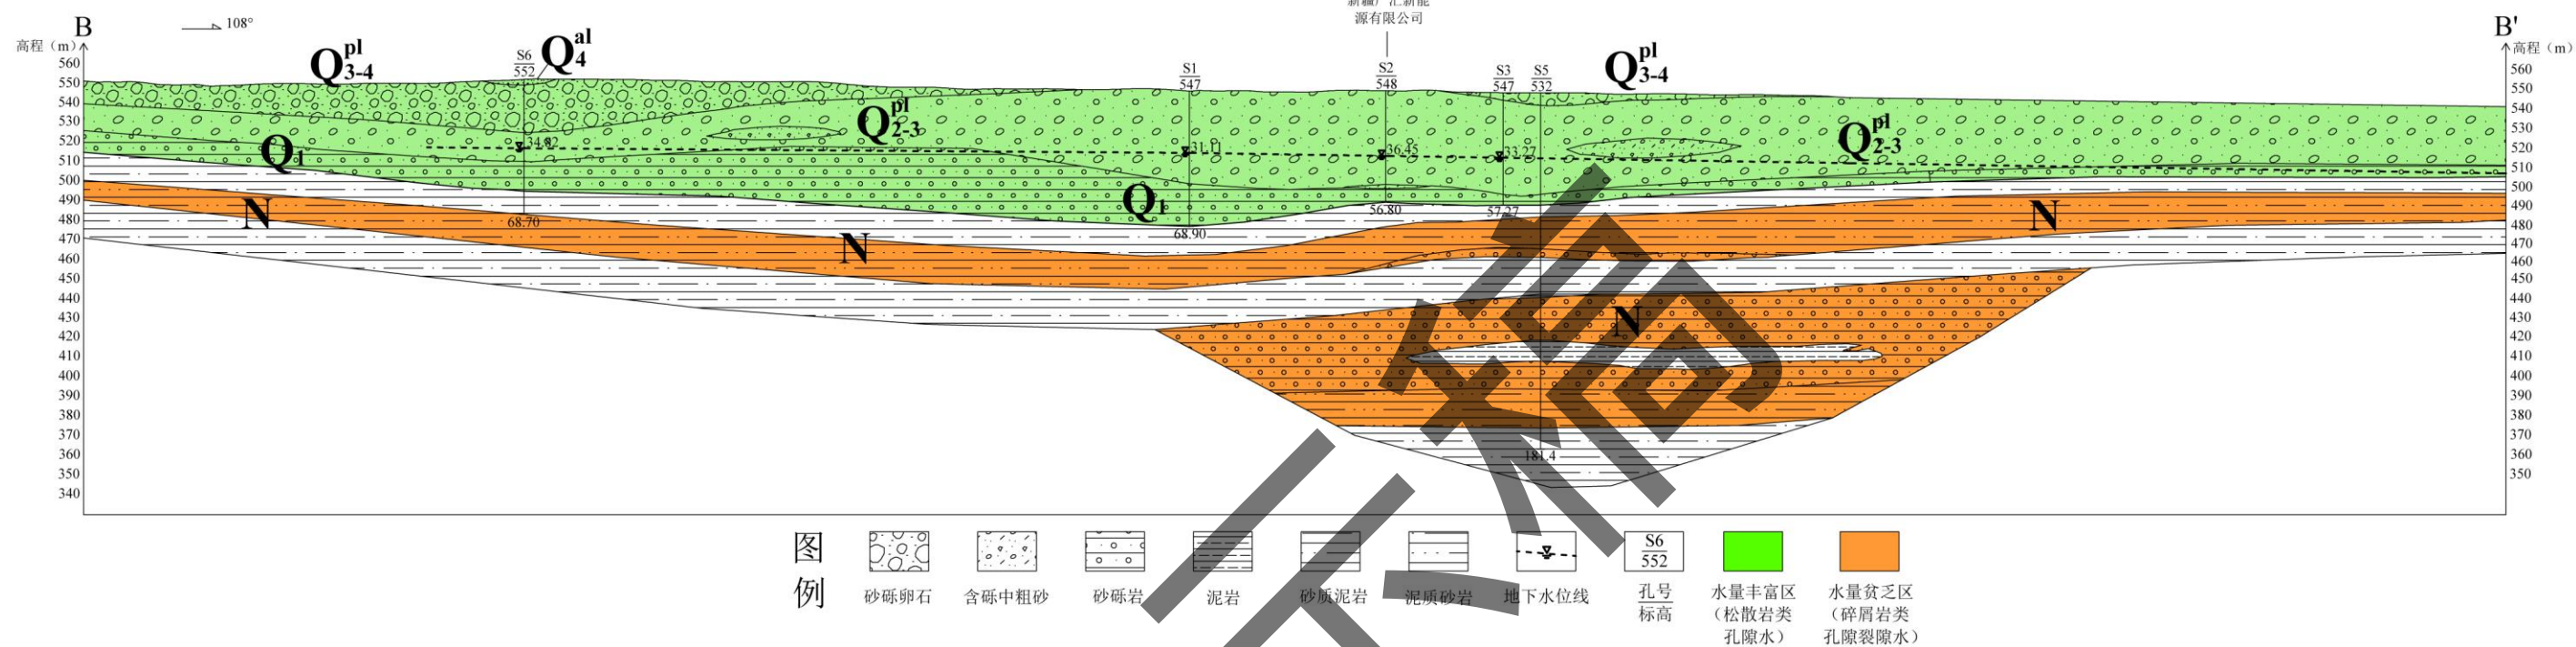 源有限公司
B
108°
B'
高程（m）
高程（m）
Q₃₋₄ᵖˡ
Q₄ᵃˡ
Q₃₋₄ᵖˡ
S6
552
S1
547
S2
548
S3
547
S5
532
560
550
540
530
520
510
500
490
480
470
460
450
440
430
420
410
400
390
380
370
360
350
340
560
550
540
530
520
510
500
490
480
470
460
450
440
430
420
410
400
390
380
370
360
350
Q₂₋₃ᵖˡ
Q₂₋₃ᵖˡ
Q₁
34.82
31.11
36.45
33.27
Q₁
N
68.70
68.90
56.80
57.27
N
N
N
181.4
图例
砂砾卵石
含砾中粗砂
砂砾岩
泥岩
砂质泥岩
泥质砂岩
地下水位线
S6
552
孔号
标高
水量丰富区
（松散岩类
孔隙水）
水量贫乏区
（碎屑岩类
孔隙裂隙水）